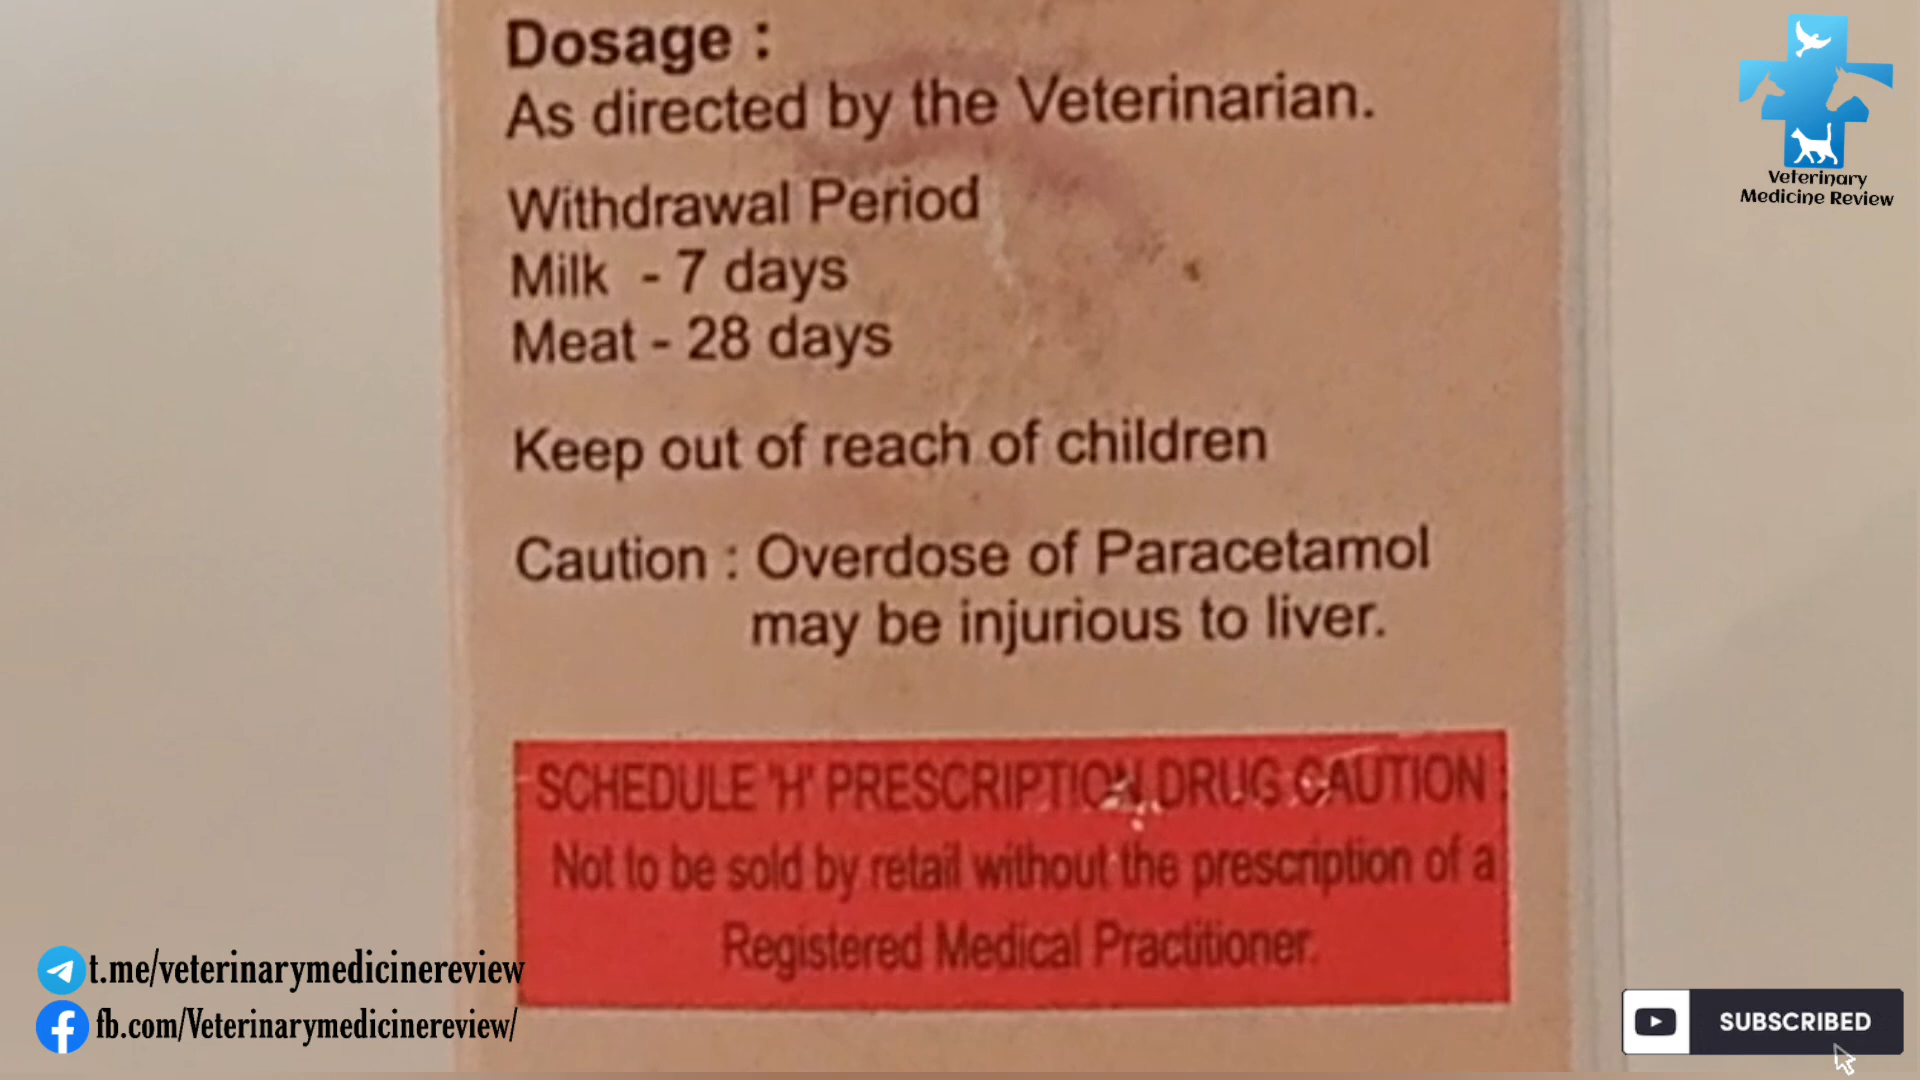 Dosage :
As directed by the Veterinarian.
Withdrawal Period
Milk - 7 days
Meat - 28 days
Keep out of reach of children
Caution : Overdose of Paracetamol
may be injurious to liver.
SCHEDULE 'H' PRESCRIPTION DRUG CAUTION :
Not to be sold by retail without the prescription of a
Registered Medical Practitioner.
Veterinary
Medicine Review
t.me/veterinarymedicinereview
fb.com/Veterinarymedicinereview/
SUBSCRIBED